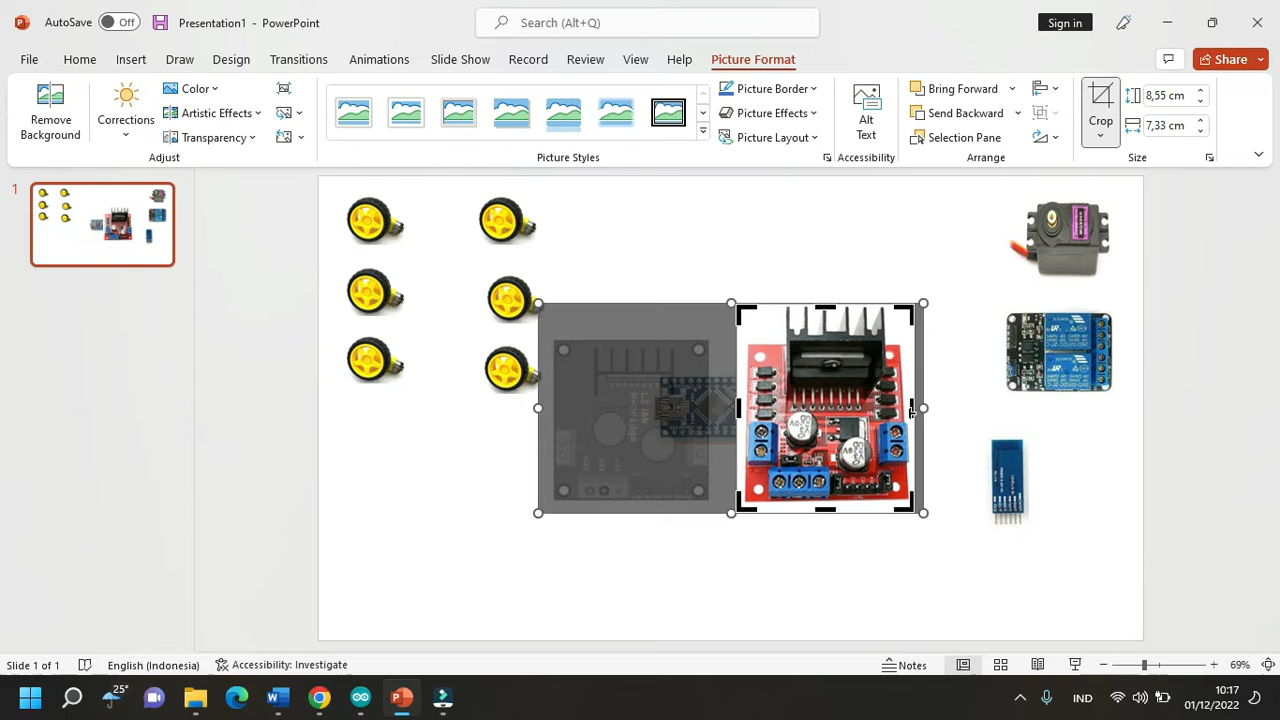 AutoSave Off Presentation1 - PowerPoint
Search (Alt+Q)
Sign in
File Home Insert Draw Design Transitions Animations Slide Show Record Review View Help Picture Format
Share
Remove Background
Corrections
Color
Artistic Effects
Transparency
Adjust
Picture Styles
Picture Border
Picture Effects
Picture Layout
Alt Text
Accessibility
Bring Forward
Send Backward
Selection Pane
Arrange
Crop
8,55 cm
7,33 cm
Size
1
Slide 1 of 1
English (Indonesia)
Accessibility: Investigate
Notes
69%
25°
IND
10:17
01/12/2022